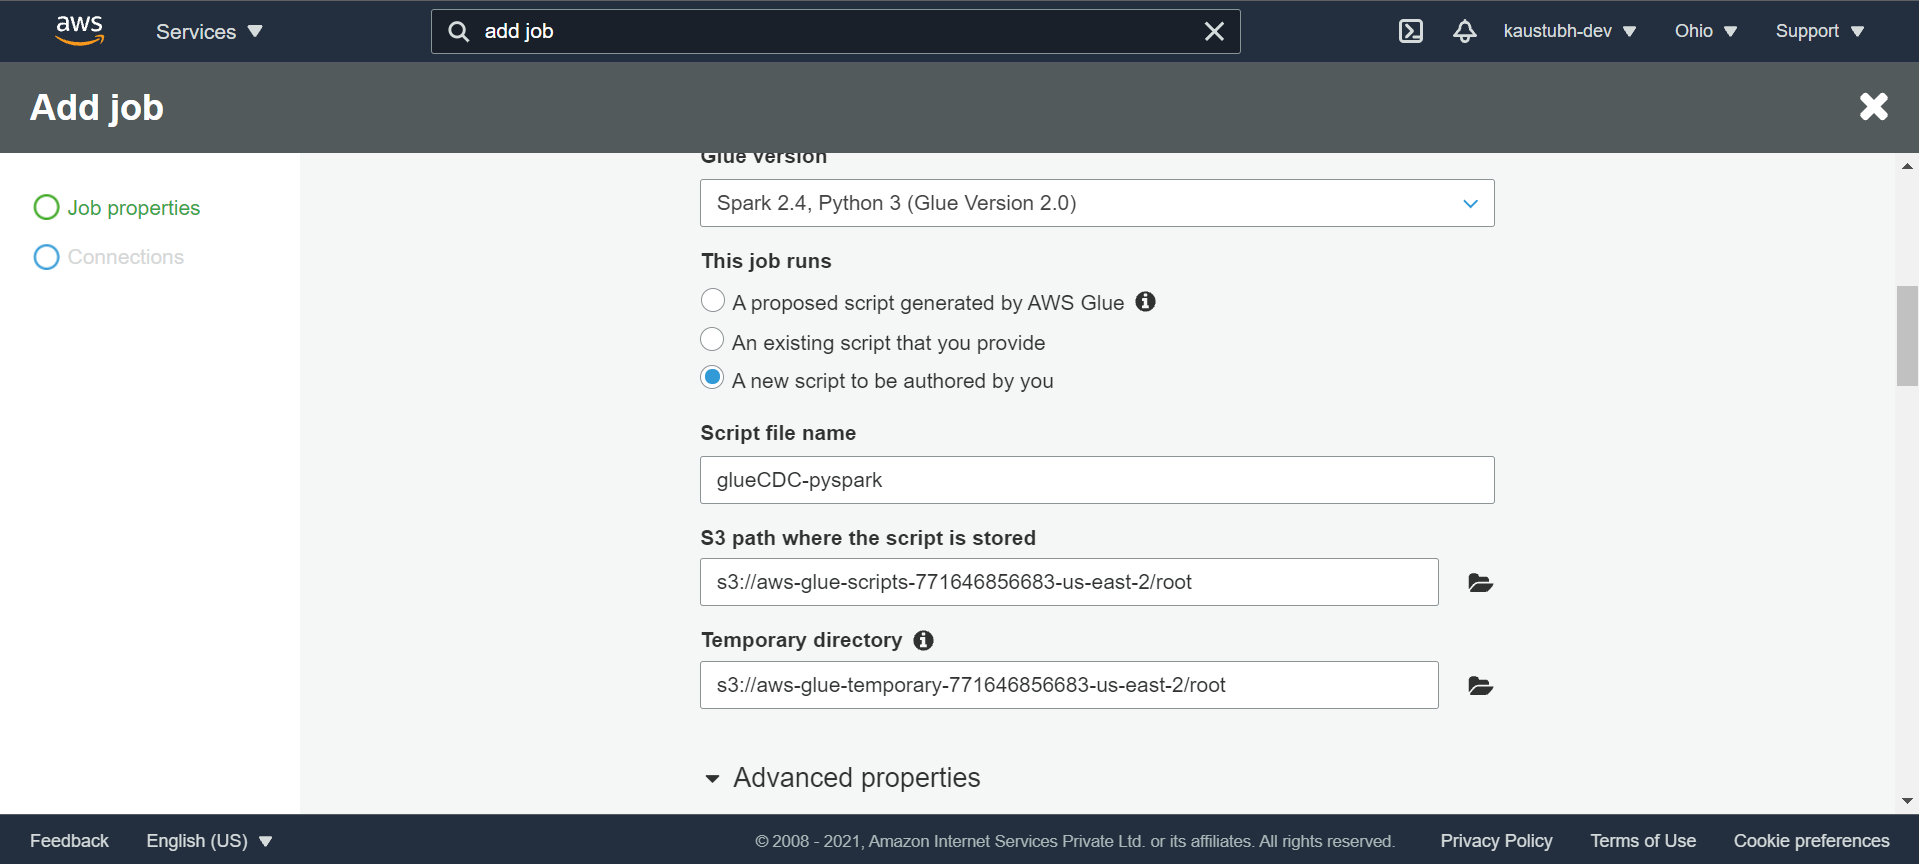 aws
Services
add job
kaustubh-dev
Ohio
Support
Add job
Job properties
Connections
Glue version
Spark 2.4, Python 3 (Glue Version 2.0)
This job runs
A proposed script generated by AWS Glue
An existing script that you provide
A new script to be authored by you
Script file name
glueCDC-pyspark
S3 path where the script is stored
s3://aws-glue-scripts-771646856683-us-east-2/root
Temporary directory
s3://aws-glue-temporary-771646856683-us-east-2/root
Advanced properties
Feedback
English (US)
© 2008 - 2021, Amazon Internet Services Private Ltd. or its affiliates. All rights reserved.
Privacy Policy
Terms of Use
Cookie preferences